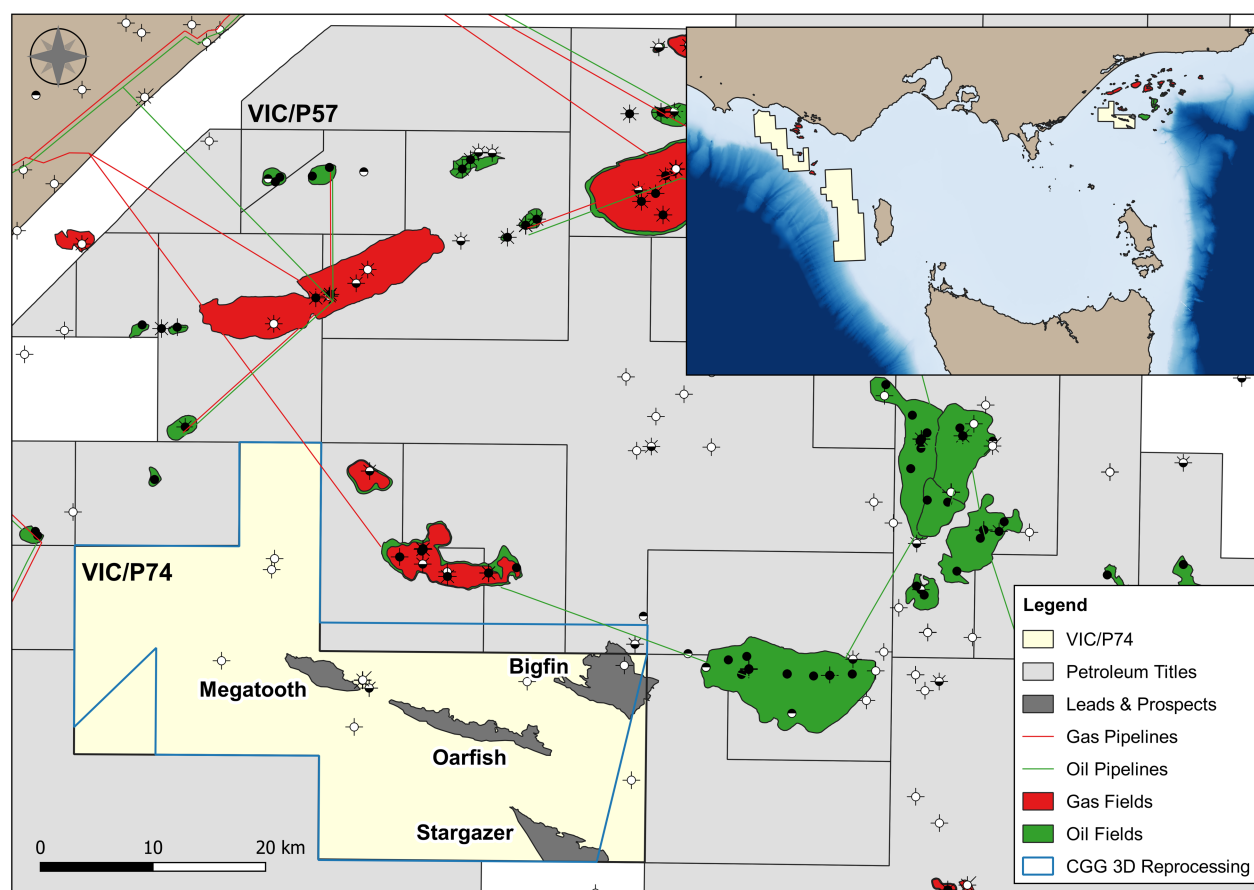 VIC/P57
VIC/P74
Bigfin
Megatooth
Oarfish
Stargazer
0 10 20 km
Legend
VIC/P74
Petroleum Titles
Leads & Prospects
Gas Pipelines
Oil Pipelines
Gas Fields
Oil Fields
CGG 3D Reprocessing